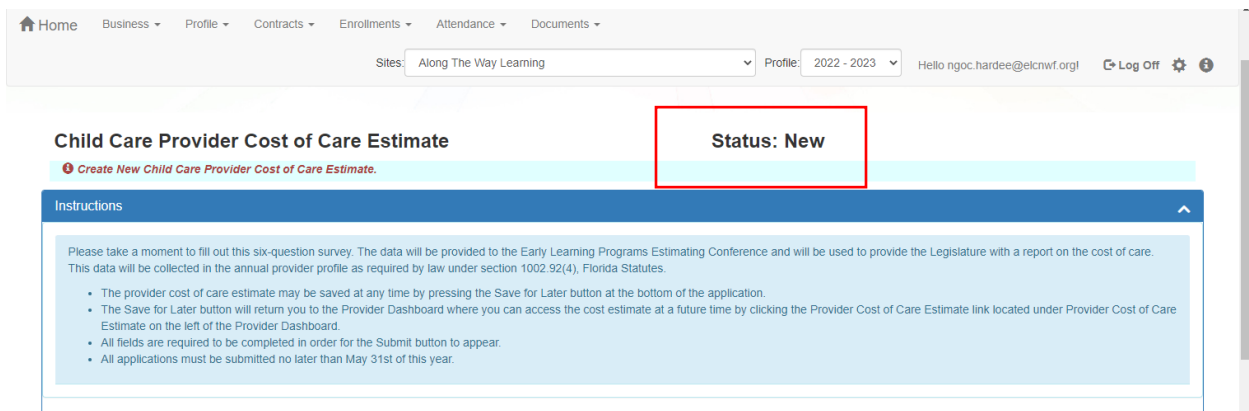 Home Business Profile Contracts Enrollments Attendance Documents
Sites: Along The Way Learning Profile: 2022 - 2023 Hello ngoc.hardee@elcnwf.org! Log Off
Child Care Provider Cost of Care Estimate Status: New
Create New Child Care Provider Cost of Care Estimate.
Instructions
Please take a moment to fill out this six-question survey. The data will be provided to the Early Learning Programs Estimating Conference and will be used to provide the Legislature with a report on the cost of care.
This data will be collected in the annual provider profile as required by law under section 1002.92(4), Florida Statutes.
• The provider cost of care estimate may be saved at any time by pressing the Save for Later button at the bottom of the application.
• The Save for Later button will return you to the Provider Dashboard where you can access the cost estimate at a future time by clicking the Provider Cost of Care Estimate link located under Provider Cost of Care
Estimate on the left of the Provider Dashboard.
• All fields are required to be completed in order for the Submit button to appear.
• All applications must be submitted no later than May 31st of this year.